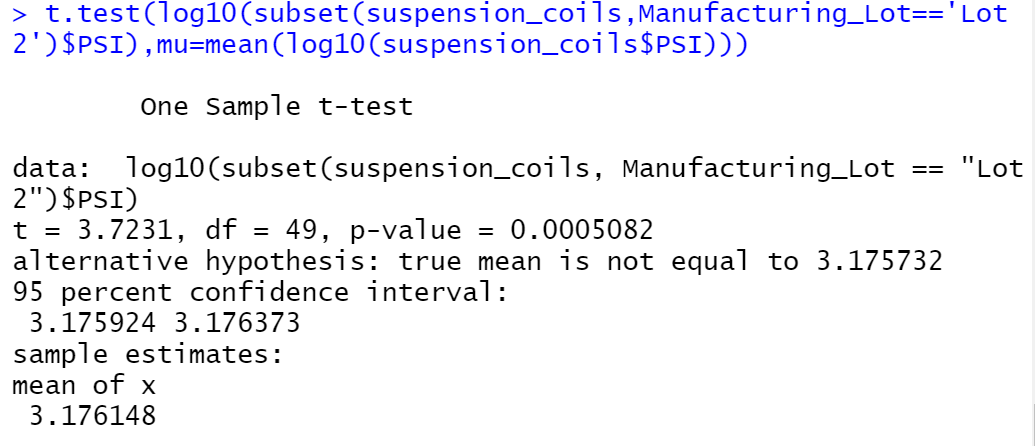 > t.test(log10(subset(suspension_coils,Manufacturing_Lot=='Lot
2')$PSI),mu=mean(log10(suspension_coils$PSI)))
One Sample t-test
data:  log10(subset(suspension_coils, Manufacturing_Lot == "Lot
2")$PSI)
t = 3.7231, df = 49, p-value = 0.0005082
alternative hypothesis: true mean is not equal to 3.175732
95 percent confidence interval:
 3.175924 3.176373
sample estimates:
mean of x
 3.176148